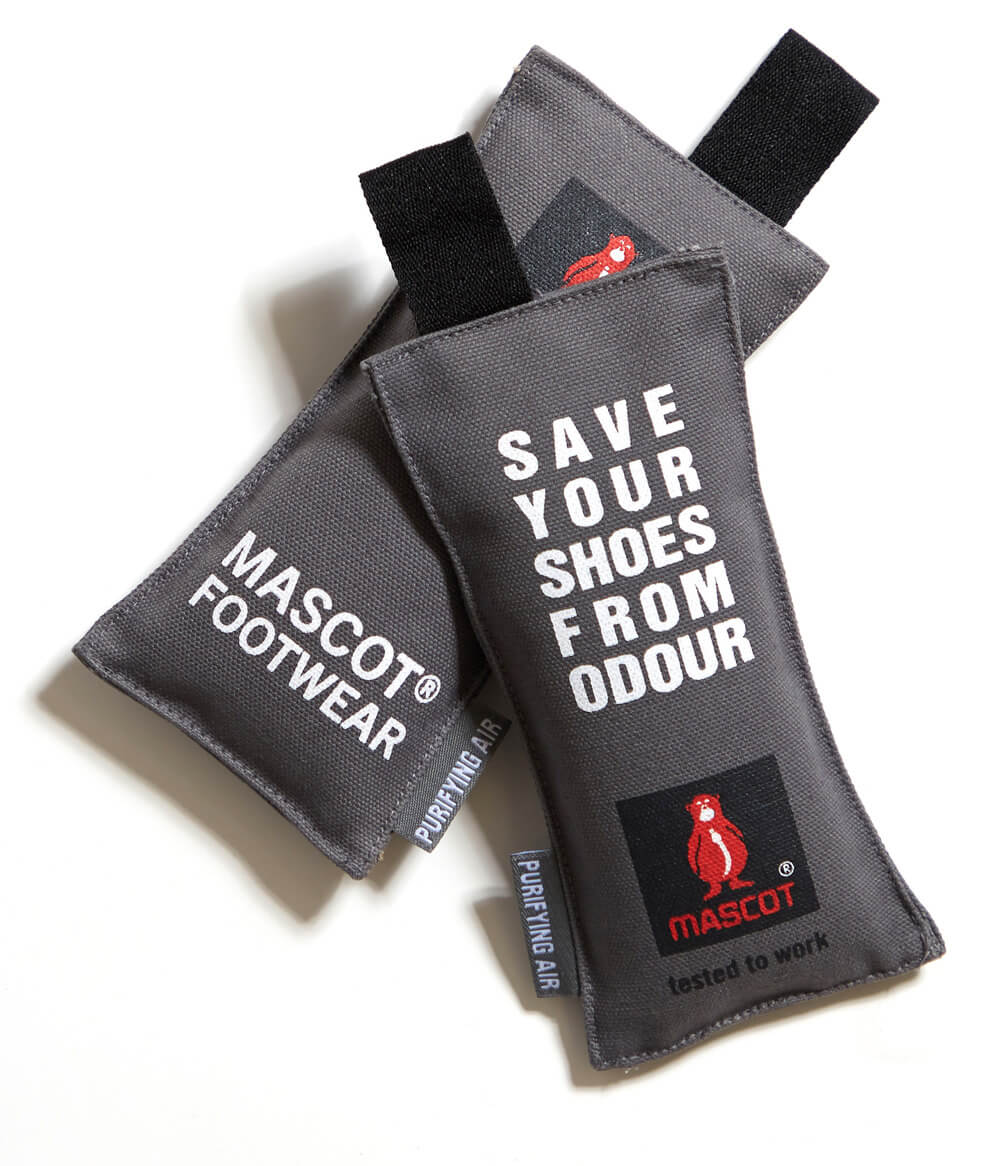 SAVE
YOUR
SHOES
FROM
ODOUR
MASCOT
®
tested to work
PURIFYING AIR
MASCOT®
FOOTWEAR
PURIFYING AIR